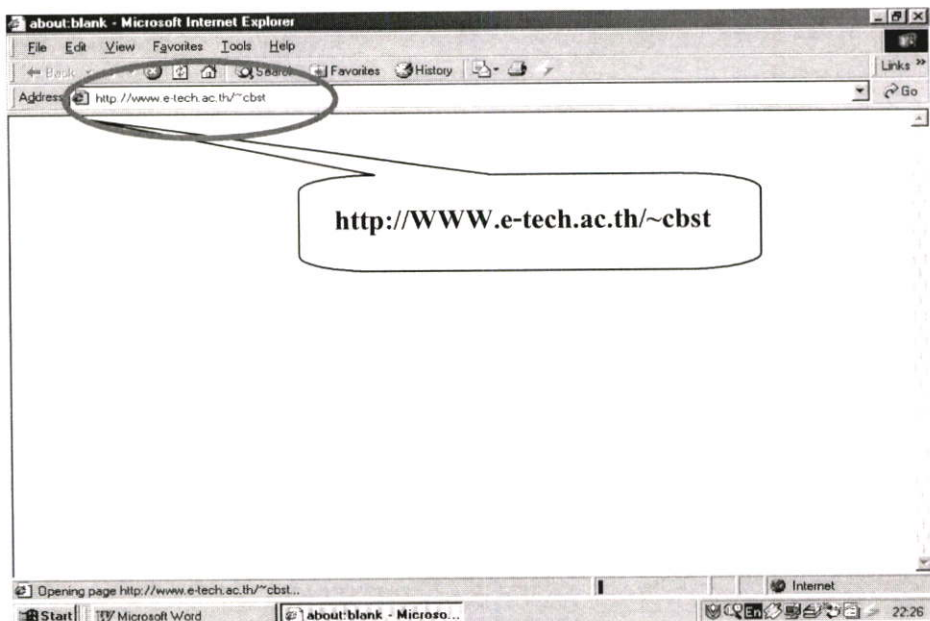 about:blank - Microsoft Internet Explorer
File Edit View Favorites Tools Help
Back Search Favorites History Links »
Address http://www.e-tech.ac.th/~cbst Go
http://WWW.e-tech.ac.th/~cbst
Opening page http://www.e-tech.ac.th/~cbst... Internet
Start Microsoft Word about:blank - Microso... En 22:26